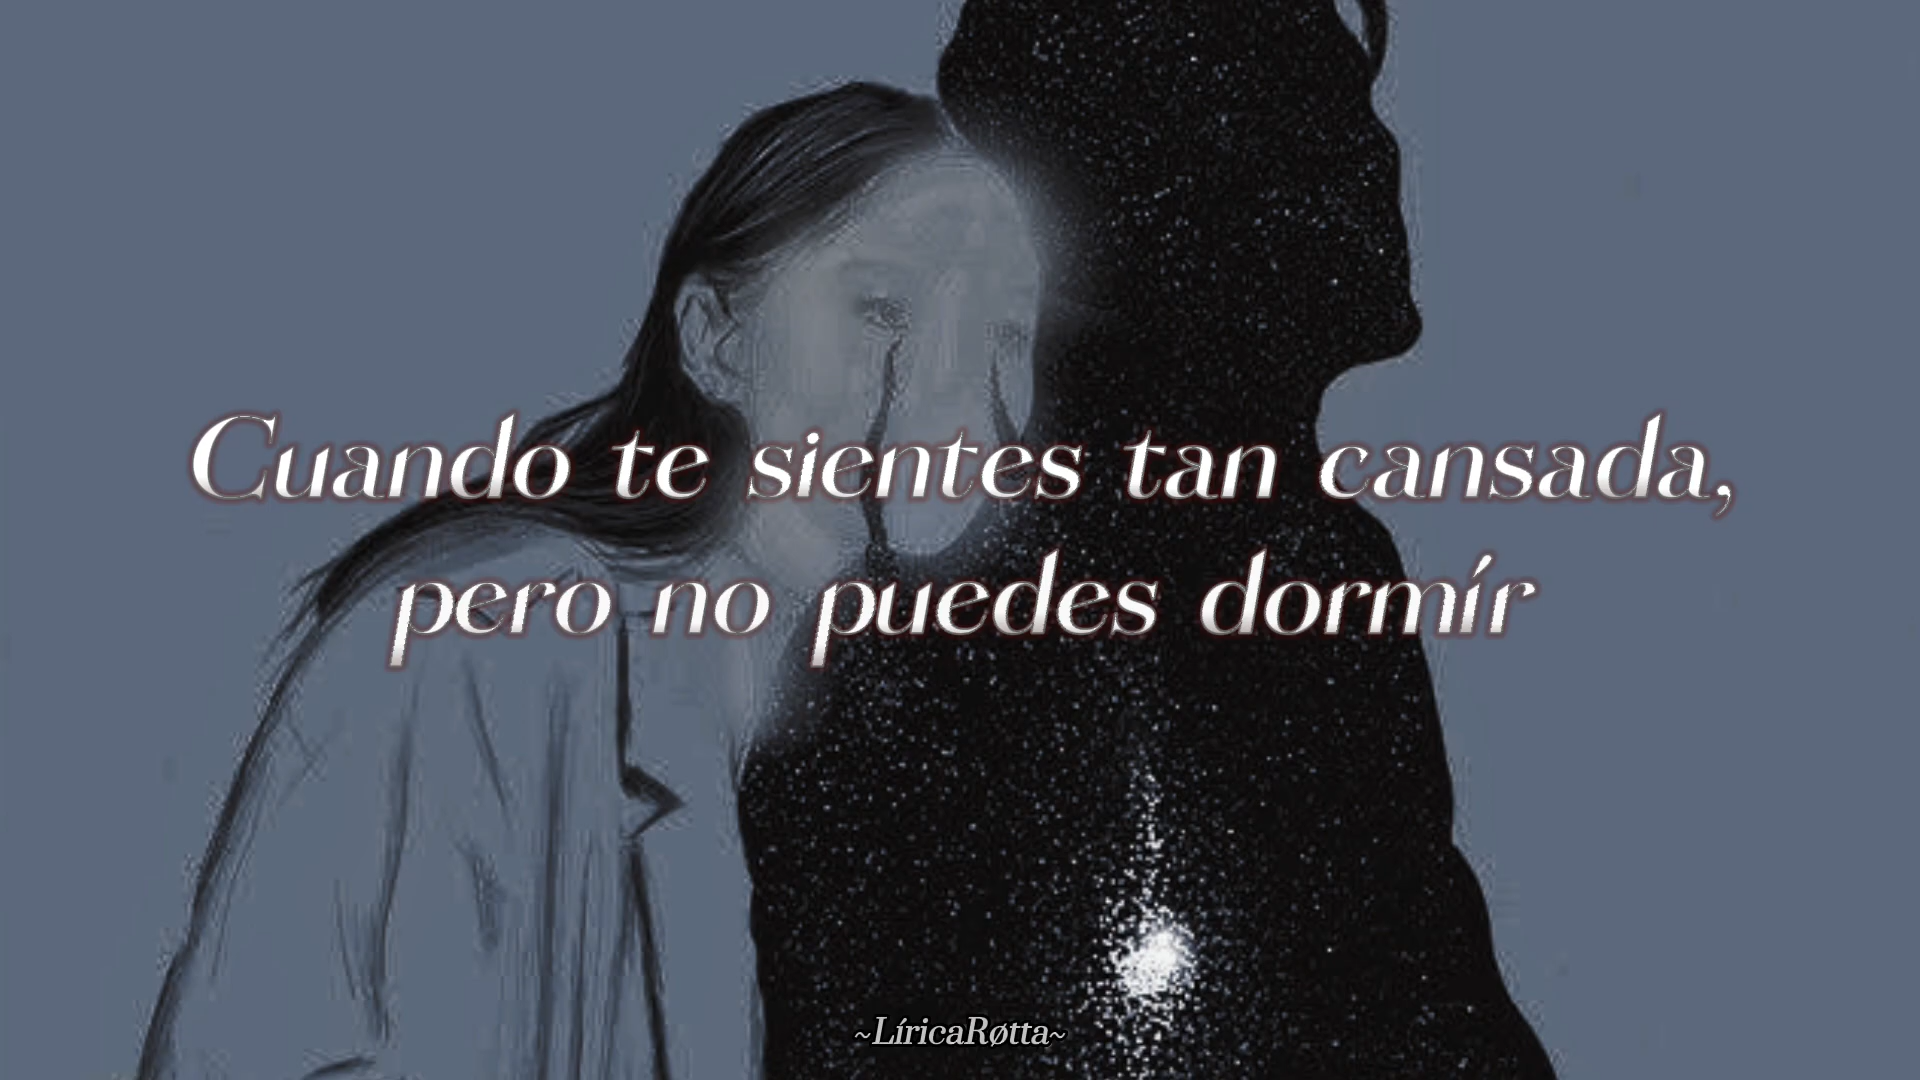 Cuando te sientes tan cansada,
pero no puedes dormír
~LíricaRøtta~